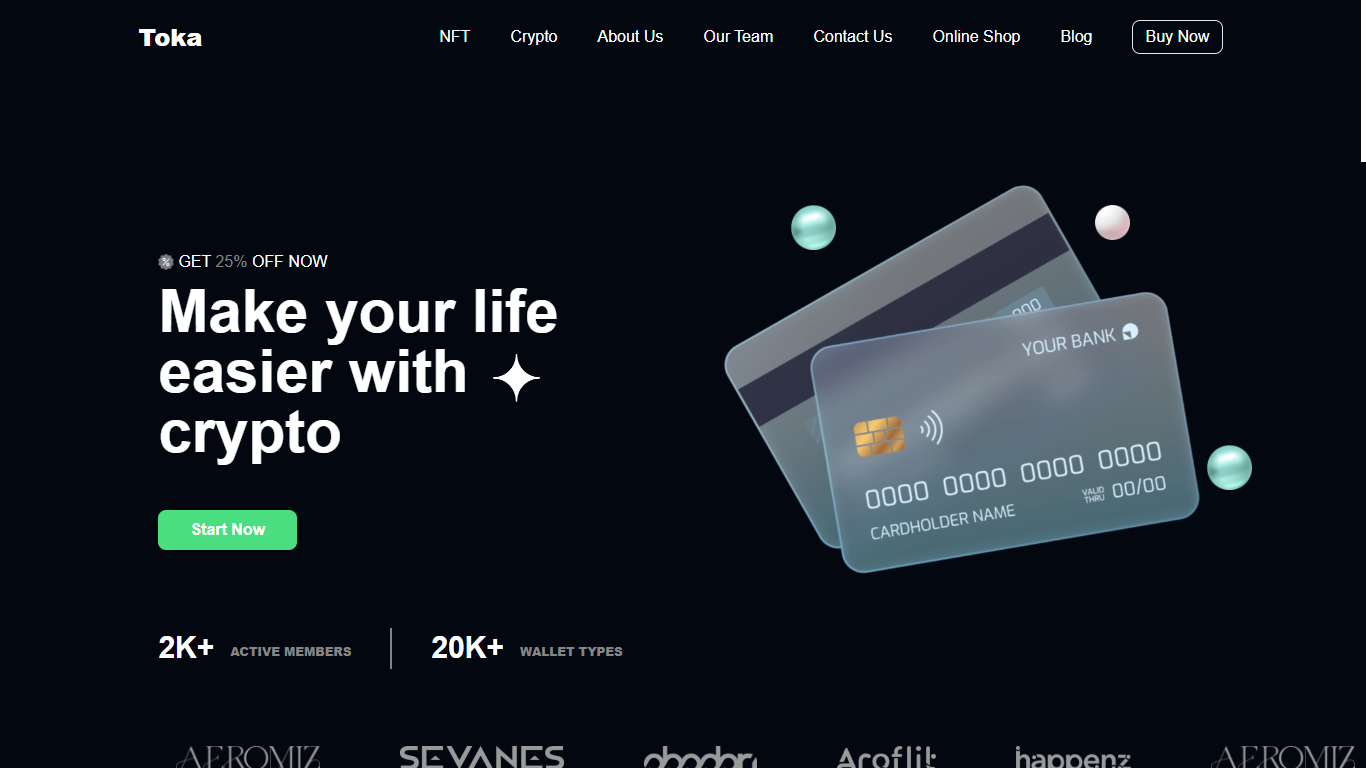 Toka
NFT
Crypto
About Us
Our Team
Contact Us
Online Shop
Blog
Buy Now
GET 25% OFF NOW
Make your life
easier with
crypto
Start Now
2K+ ACTIVE MEMBERS
20K+ WALLET TYPES
000
YOUR BANK
0000 0000 0000 0000
VALID
THRU
00/00
CARDHOLDER NAME
AEROMIZ
SEVANES
Aroflit
happenz
AEROMIZ